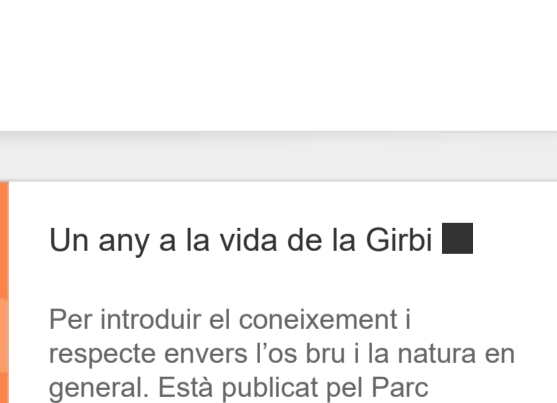 Un any a la vida de la Girbi
Per introduir el coneixement i
respecte envers l’os bru i la natura en
general. Està publicat pel Parc